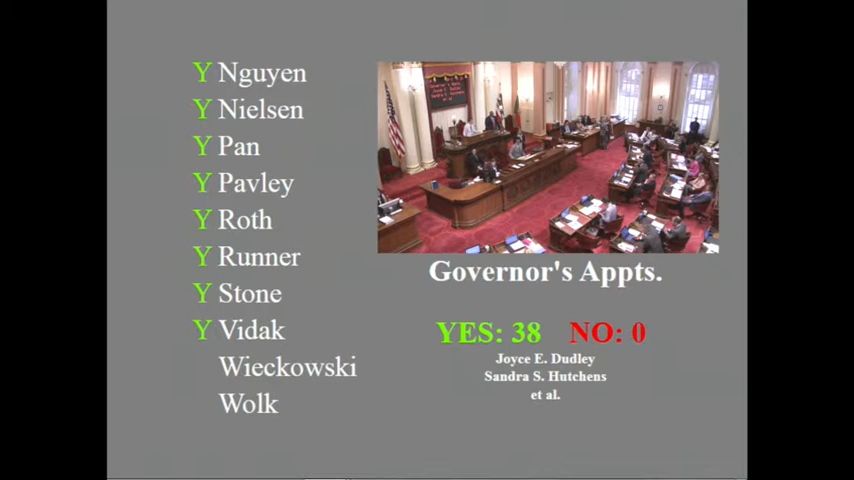 Y Nguyen
Y Nielsen
Y Pan
Y Pavley
Y Roth
Y Runner
Y Stone
Y Vidak
Wieckowski
Wolk
Governor's Appts.
YES: 38 NO: 0
Joyce E. Dudley
Sandra S. Hutchens
et al.